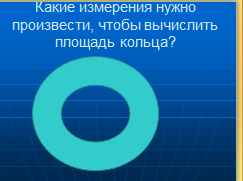 Какие измерения нужно
произвести, чтобы вычислить
площадь кольца?